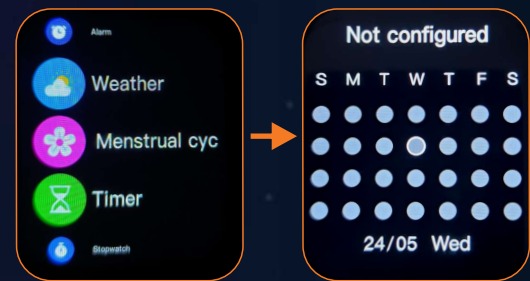 Alarm
Weather
Menstrual cyc
Timer
Stopwatch
Not configured
S M T W T F S
24/05 Wed